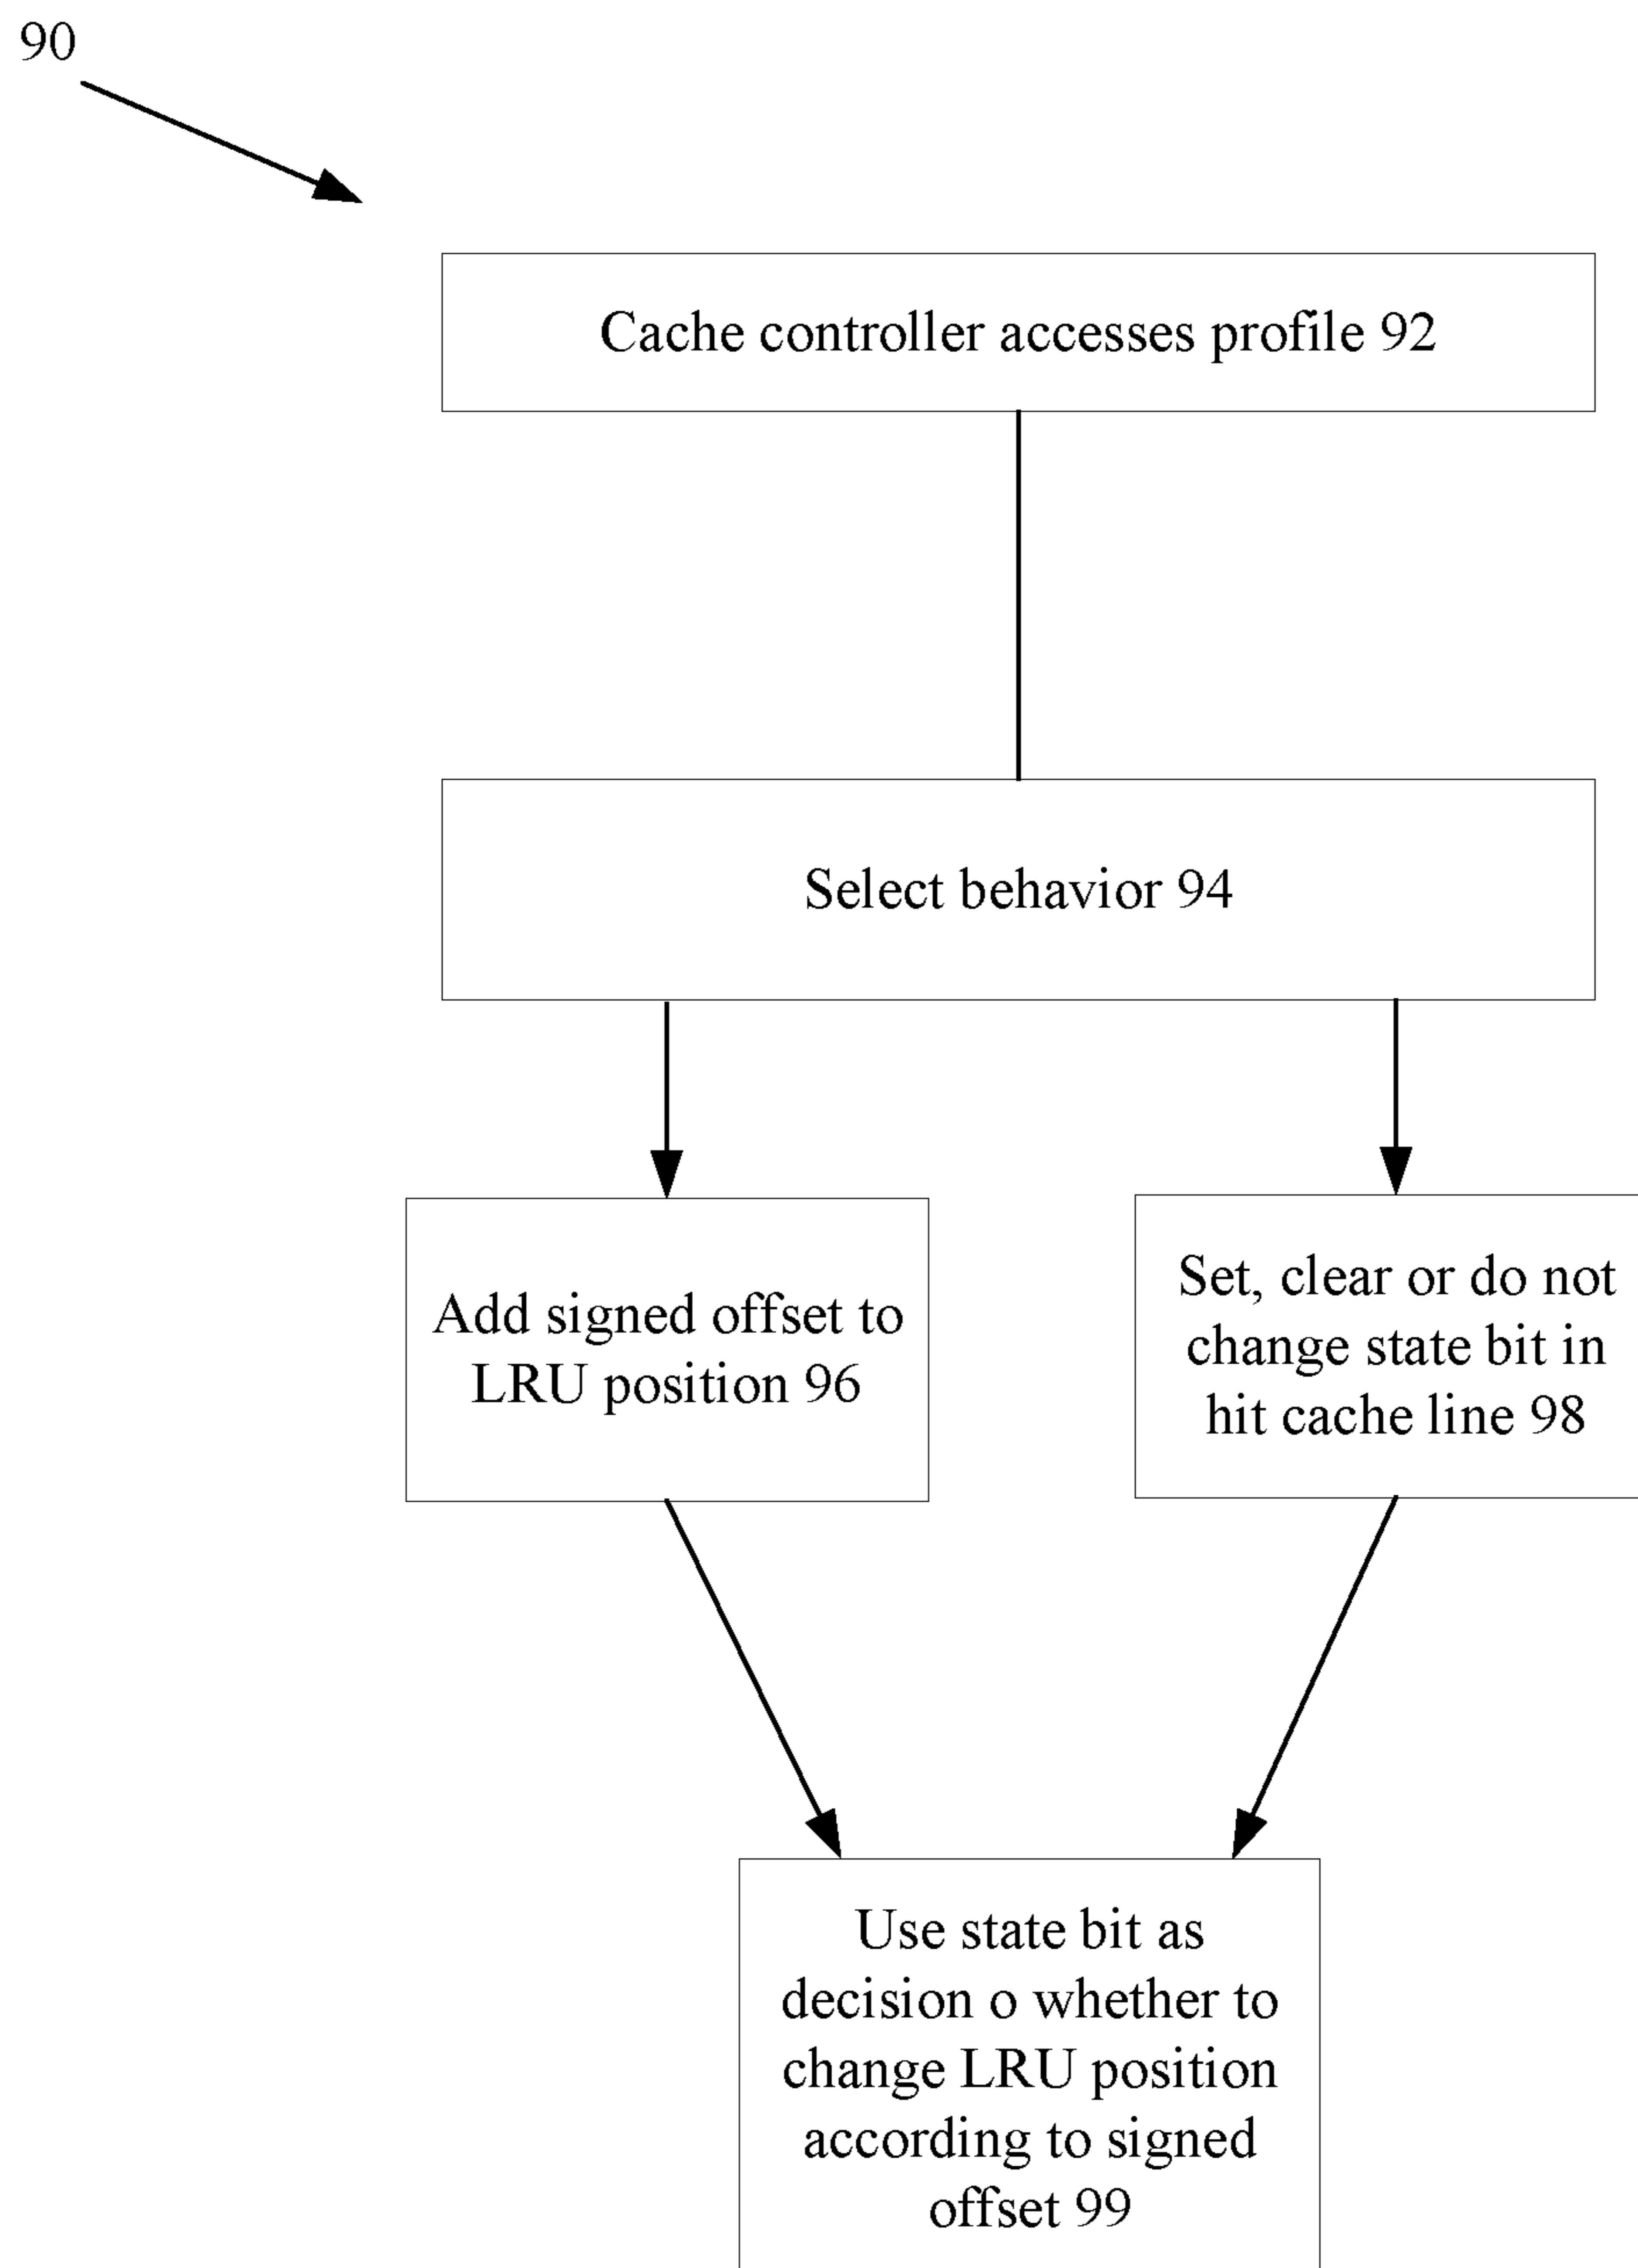 90
Cache controller accesses profile 92
Select behavior 94
Add signed offset to
LRU position 96
Set, clear or do not
change state bit in
hit cache line 98
Use state bit as
decision o whether to
change LRU position
according to signed
offset 99